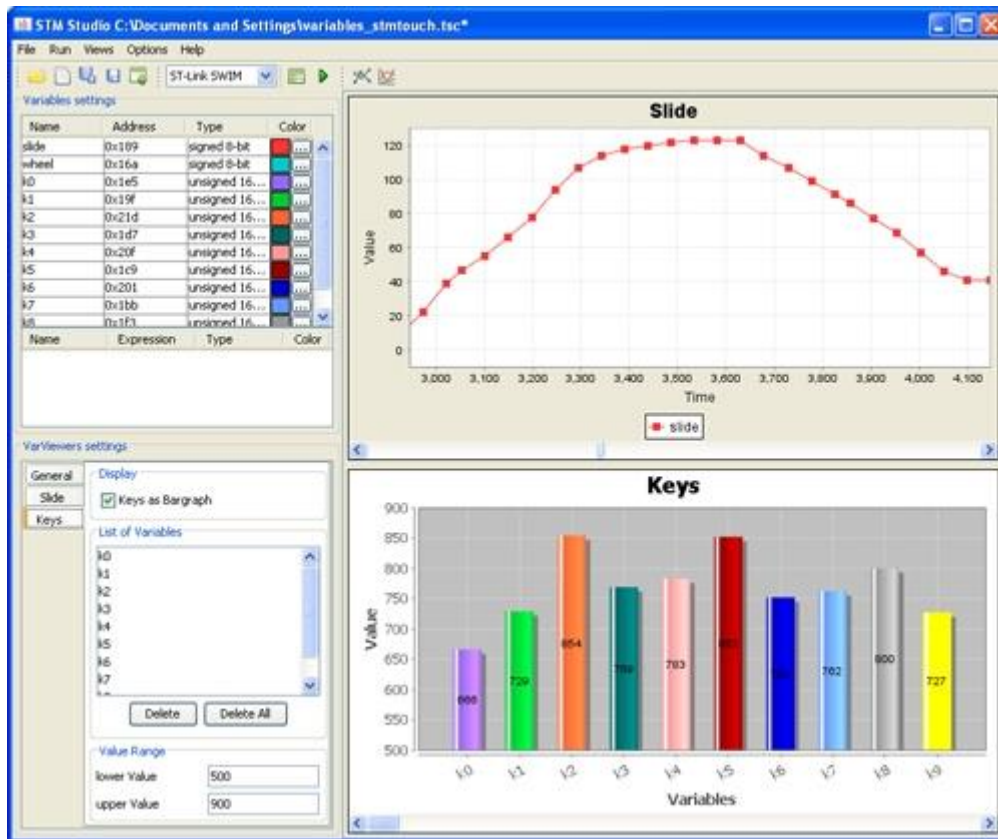 STM Studio C:\Documents and Settings\variables_stmtouch.tsc*
File Run Views Options Help
ST-Link SWIM
Variables settings
Name Address Type Color
slide 0x189 signed 8-bit ...
wheel 0x16a signed 8-bit ...
k0 0x1e5 unsigned 16... ...
k1 0x19f unsigned 16... ...
k2 0x21d unsigned 16... ...
k3 0x1d7 unsigned 16... ...
k4 0x20f unsigned 16... ...
k5 0x1c9 unsigned 16... ...
k6 0x201 unsigned 16... ...
k7 0x1bb unsigned 16... ...
k8 0x1f3 unsigned 16...
Name Expression Type Color
VarViewers settings
General
Slide
Keys
Display
Keys as Bargraph
List of Variables
k0
k1
k2
k3
k4
k5
k6
k7
Delete Delete All
Value Range
lower Value 500
upper Value 900
Slide
Value
120
100
80
60
40
20
0
3,000 3,100 3,200 3,300 3,400 3,500 3,600 3,700 3,800 3,900 4,000 4,100
Time
slide
Keys
Value
900
850
800
750
700
650
600
550
500
666 729 854 783 762 800 727
k0 k1 k2 k3 k4 k5 k6 k7 k8 k9
Variables